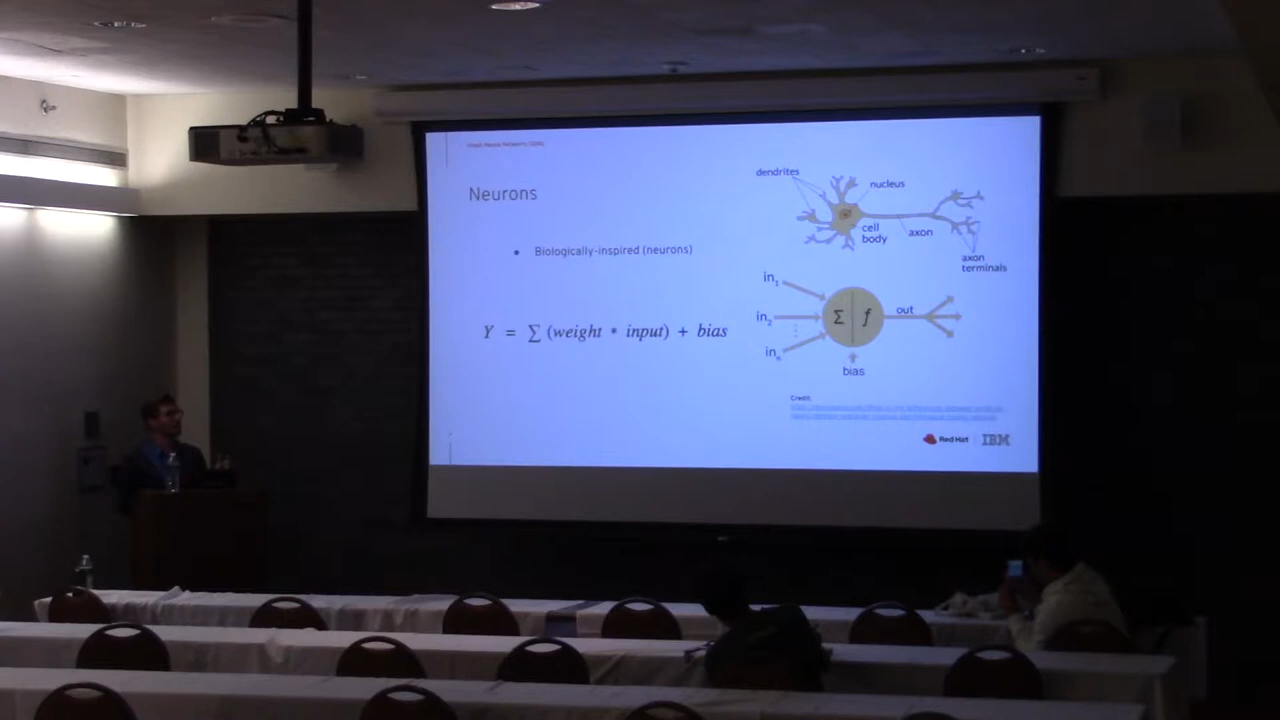 Neurons
• Biologically-inspired (neurons)
Y = ∑ (weight * input) + bias
dendrites
nucleus
cell
body
axon
axon
terminals
in₁
in₂
inₙ
∑ f
out
bias
Credit:
Red Hat IBM